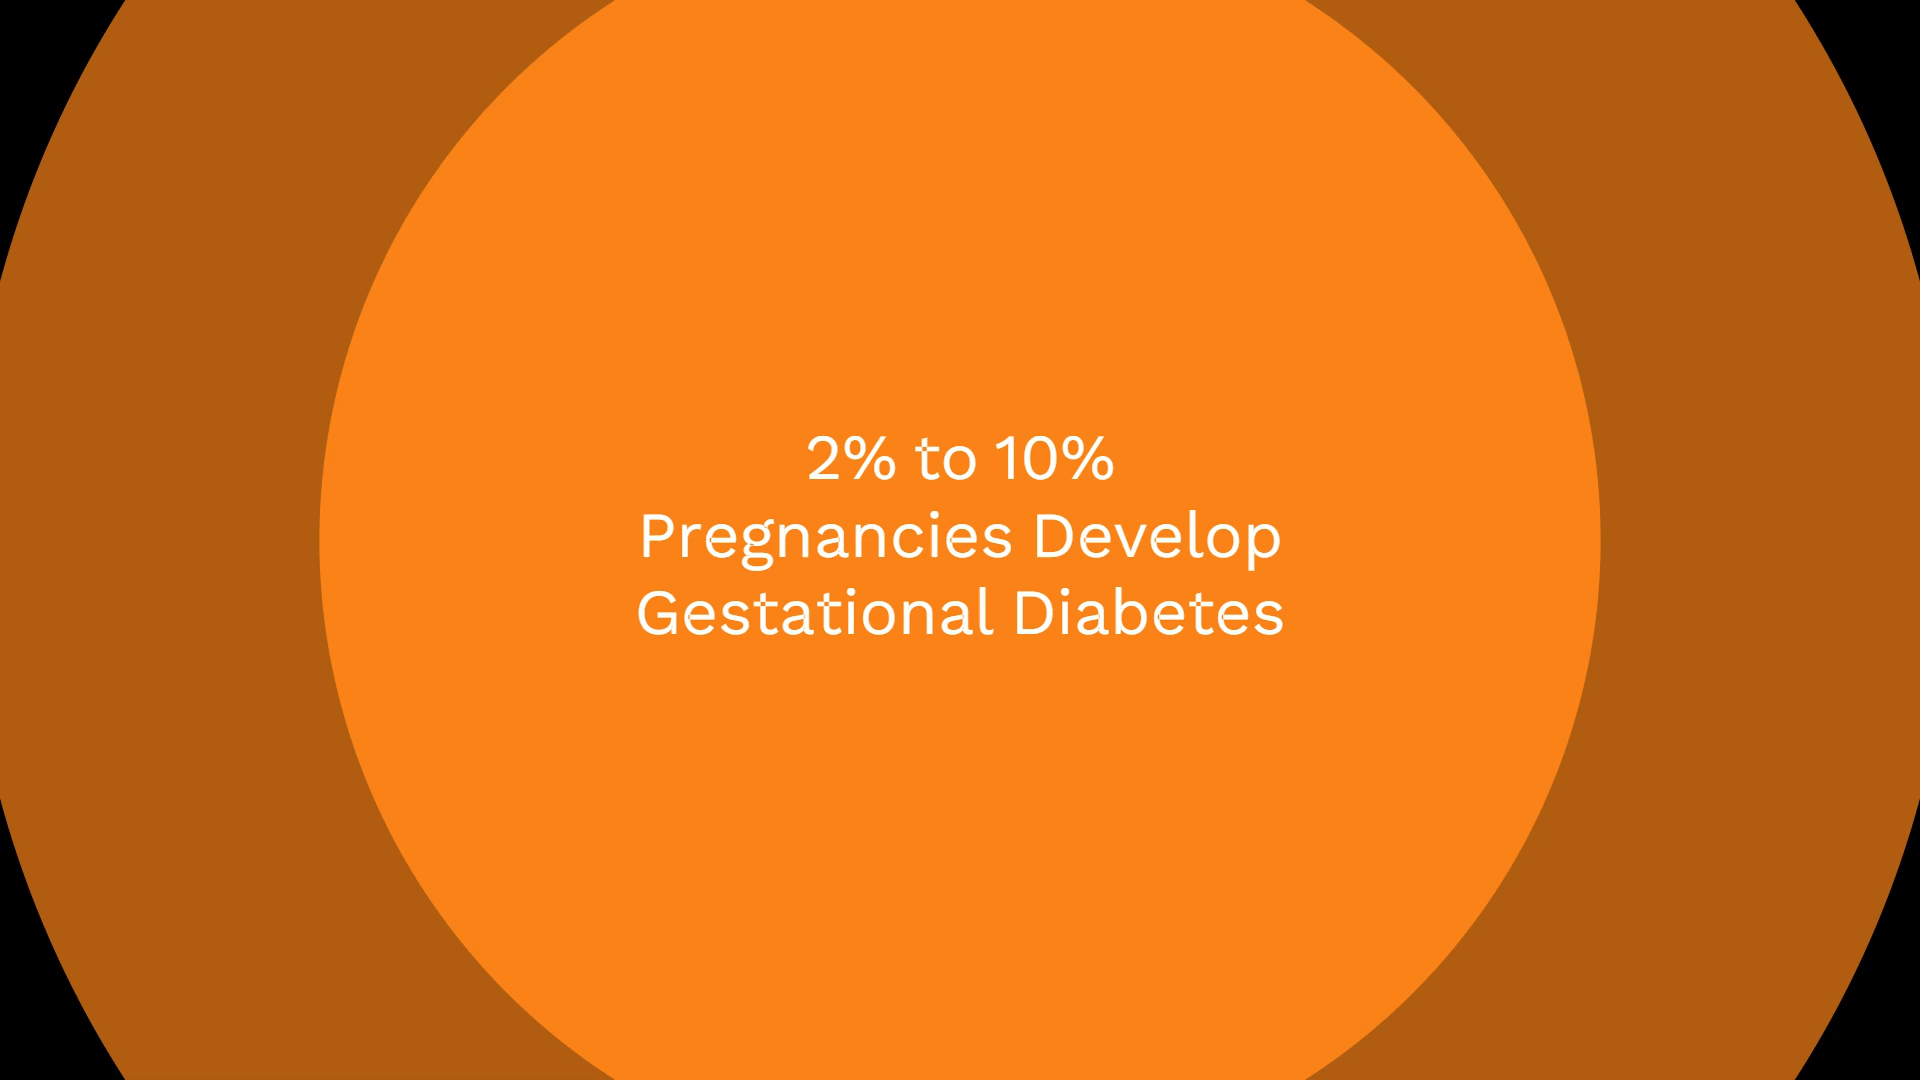 2% to 10%
Pregnancies Develop
Gestational Diabetes